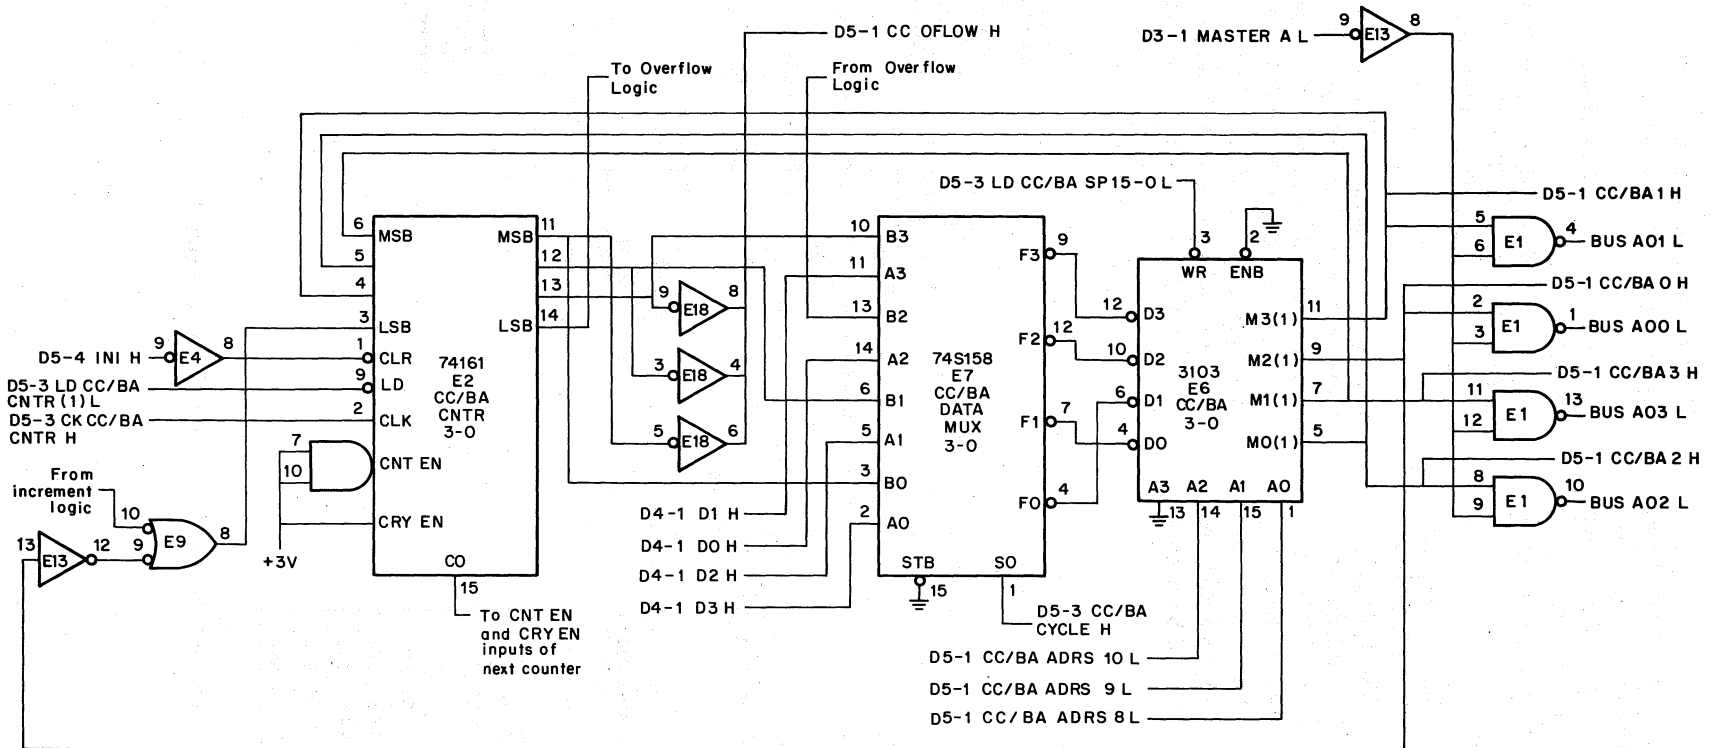 D5-1 CC OFLOW H
D3-1 MASTER A L
9
E13
8
To Overflow
Logic
From Overflow
Logic
D5-3 LD CC/BA SP15-0 L
3
2
WR
ENB
D5-1 CC/BA 1 H
5
6
E1
4
BUS A01 L
D5-1 CC/BA 0 H
2
3
E1
1
BUS A00 L
D5-1 CC/BA 3 H
11
12
E1
13
BUS A03 L
D5-1 CC/BA 2 H
8
9
E1
10
BUS A02 L
6
MSB
5
4
3
LSB
1
CLR
9
LD
2
CLK
7
10
CNT EN
CRY EN
+3V
CO
15
MSB
11
12
13
LSB
14
74161
E2
CC/BA
CNTR
3-0
D5-4 INI H
9
E4
8
D5-3 LD CC/BA
CNTR (1) L
D5-3 CK CC/BA
CNTR H
From
increment
logic
10
9
E9
8
13
E13
12
To CNT EN
and CRY EN
inputs of
next counter
9
E18
8
3
E18
4
5
E18
6
10
B3
11
A3
13
B2
14
A2
6
B1
5
A1
3
B0
2
A0
74S158
E7
CC/BA
DATA
MUX
3-0
F3
9
F2
12
F1
7
F0
4
STB
15
SO
1
D4-1 D1 H
D4-1 D0 H
D4-1 D2 H
D4-1 D3 H
D5-3 CC/BA
CYCLE H
12
D3
10
D2
6
D1
4
D0
3103
E6
CC/BA
3-0
M3(1)
11
M2(1)
9
M1(1)
7
M0(1)
5
A3
A2
A1
A0
13
14
15
1
D5-1 CC/BA ADRS 10 L
D5-1 CC/BA ADRS 9 L
D5-1 CC/BA ADRS 8 L